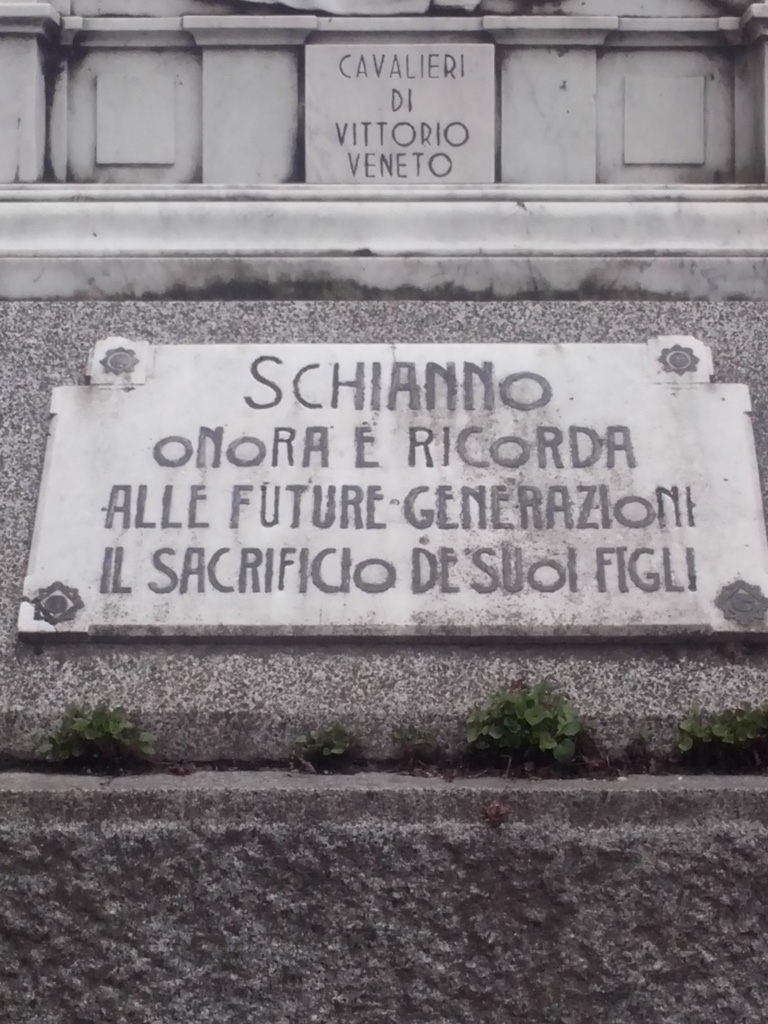 CAVALIERI
DI
VITTORIO
VENETO
SCHIANNO
ONORA E RICORDA
ALLE FUTURE GENERAZIONI
IL SACRIFICIO DE' SUOI FIGLI